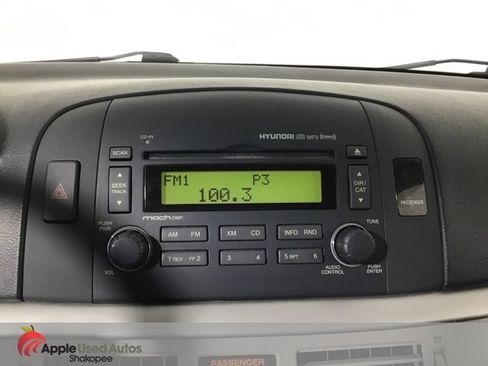 CD-IN
HYUNDAI MP3
SCAN
SEEK
TRACK
FM1 P3
100.3
DIR/
CAT
PASSENGER
mach DSP
PUSH
PWR
VOL
AM FM XM CD INFO RND
1 REV FF 2 3 4 5 RPT 6
TUNE
AUDIO
CONTROL
PUSH
ENTER
Apple Used Autos
Shakopee
PASSENGER